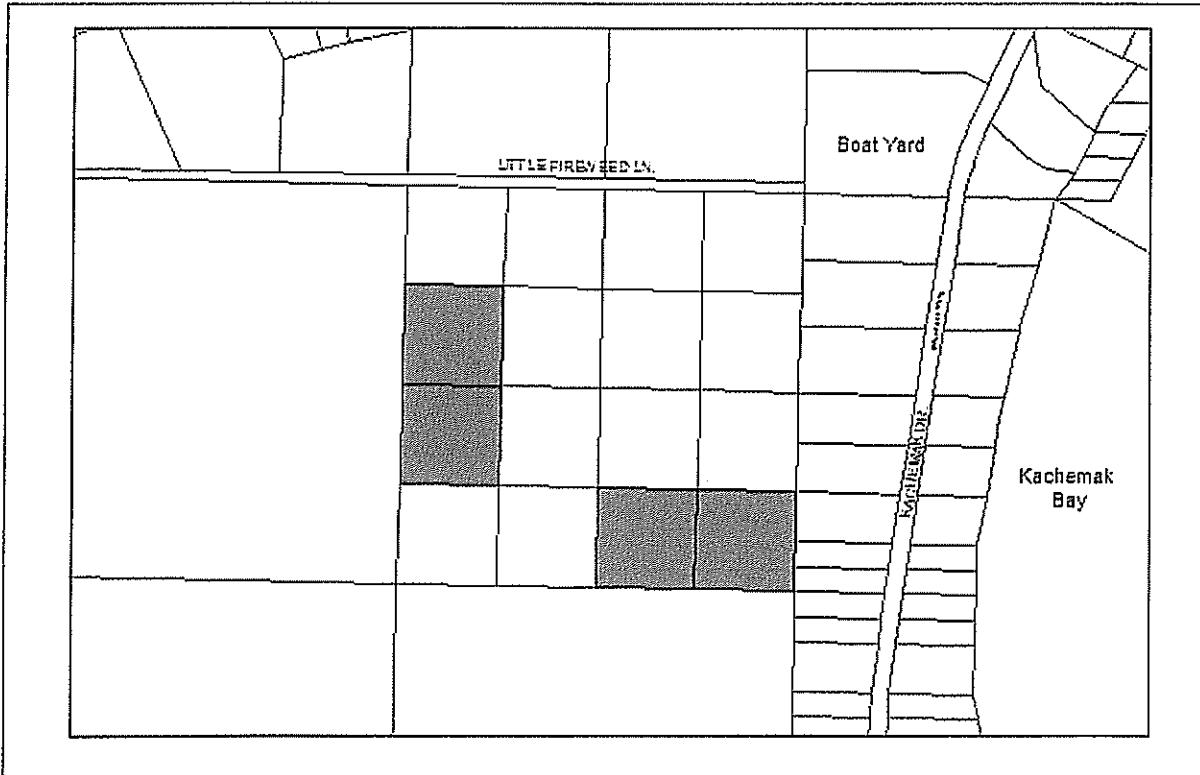 Boat Yard
LITTLE FIREWEED LN.
KACHEMAK DR.
Kachemak
Bay